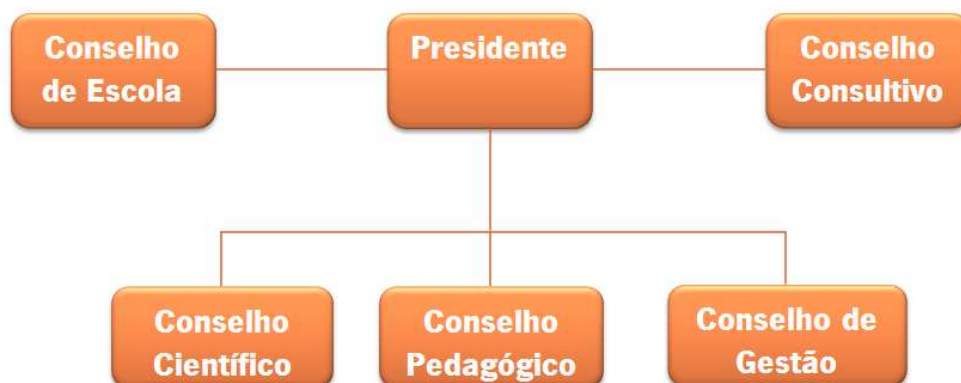 Conselho
de Escola
Presidente
Conselho
Consultivo
Conselho
Científico
Conselho
Pedagógico
Conselho de
Gestão